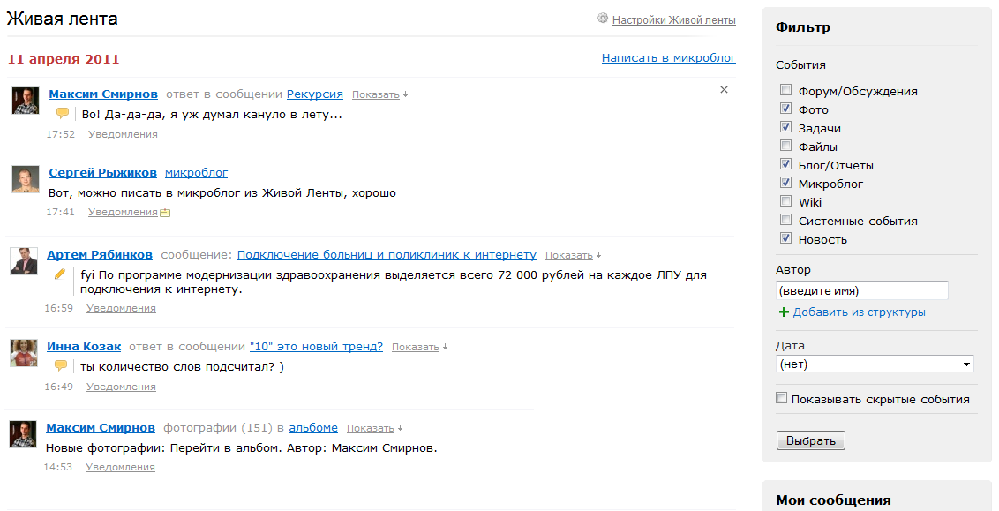 Живая лента
Настройки Живой ленты
11 апреля 2011
Написать в микроблог
Максим Смирнов ответ в сообщении Рекурсия Показать
Во! Да-да-да, я уж думал кануло в лету...
17:52 Уведомления
Сергей Рыжиков микроблог
Вот, можно писать в микроблог из Живой Ленты, хорошо
17:41 Уведомления
Артем Рябинков сообщение: Подключение больниц и поликлиник к интернету Показать
fyi По программе модернизации здравоохранения выделяется всего 72 000 рублей на каждое ЛПУ для
подключения к интернету.
16:59 Уведомления
Инна Козак ответ в сообщении "10" это новый тренд? Показать
ты количество слов подсчитал? )
16:49 Уведомления
Максим Смирнов фотографии (151) в альбоме Показать
Новые фотографии: Перейти в альбом. Автор: Максим Смирнов.
14:53 Уведомления
Фильтр
События
Форум/Обсуждения
Фото
Задачи
Файлы
Блог/Отчеты
Микроблог
Wiki
Системные события
Новость
Автор
(введите имя)
Добавить из структуры
Дата
(нет)
Показывать скрытые события
Выбрать
Мои сообщения